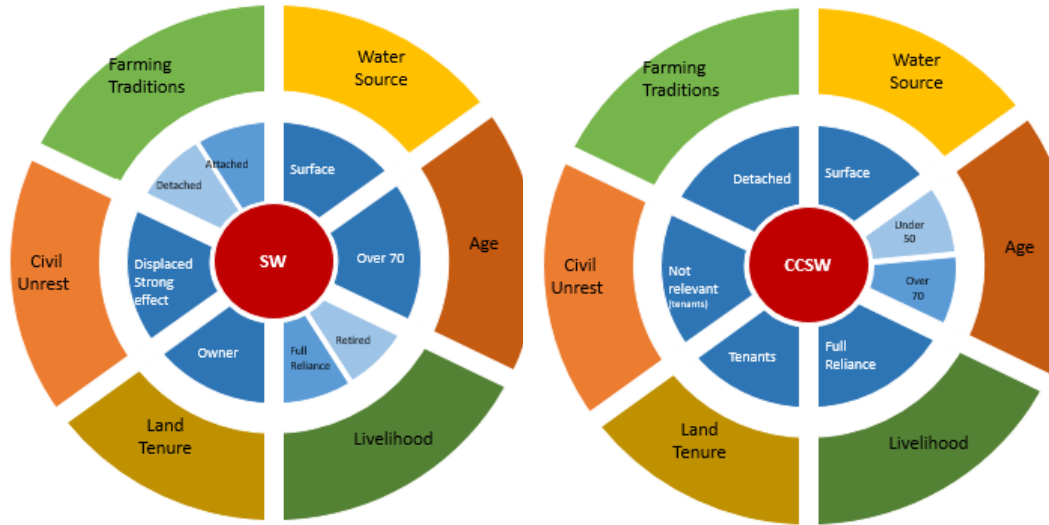 Farming
Traditions
Water
Source
Attached
Detached
Surface
Civil
Unrest
Displaced
Strong
effect
SW
Over 70
Age
Owner
Full
Reliance
Retired
Land
Tenure
Livelihood
Farming
Traditions
Water
Source
Detached
Surface
Under
50
Civil
Unrest
Not
relevant
(tenants)
CCSW
Over
70
Age
Tenants
Full
Reliance
Land
Tenure
Livelihood